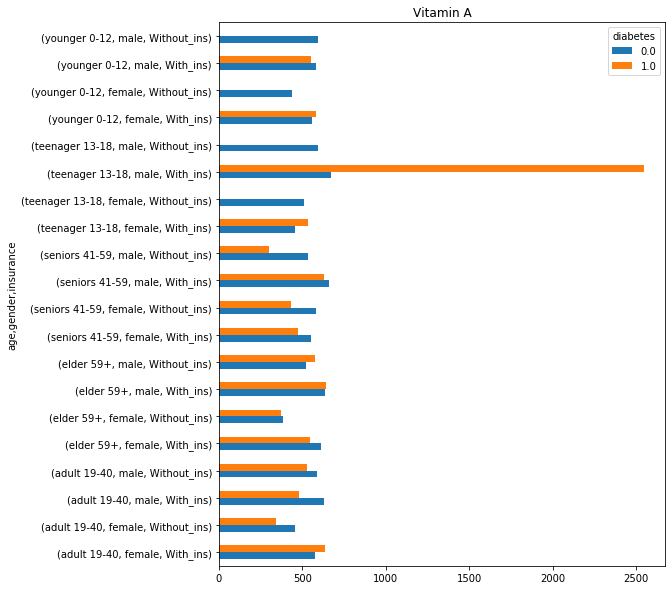 Vitamin A
diabetes
0.0
1.0
(younger 0-12, male, Without_ins)
(younger 0-12, male, With_ins)
(younger 0-12, female, Without_ins)
(younger 0-12, female, With_ins)
(teenager 13-18, male, Without_ins)
(teenager 13-18, male, With_ins)
(teenager 13-18, female, Without_ins)
(teenager 13-18, female, With_ins)
(seniors 41-59, male, Without_ins)
(seniors 41-59, male, With_ins)
(seniors 41-59, female, Without_ins)
(seniors 41-59, female, With_ins)
(elder 59+, male, Without_ins)
(elder 59+, male, With_ins)
(elder 59+, female, Without_ins)
(elder 59+, female, With_ins)
(adult 19-40, male, Without_ins)
(adult 19-40, male, With_ins)
(adult 19-40, female, Without_ins)
(adult 19-40, female, With_ins)
age,gender,insurance
0 500 1000 1500 2000 2500